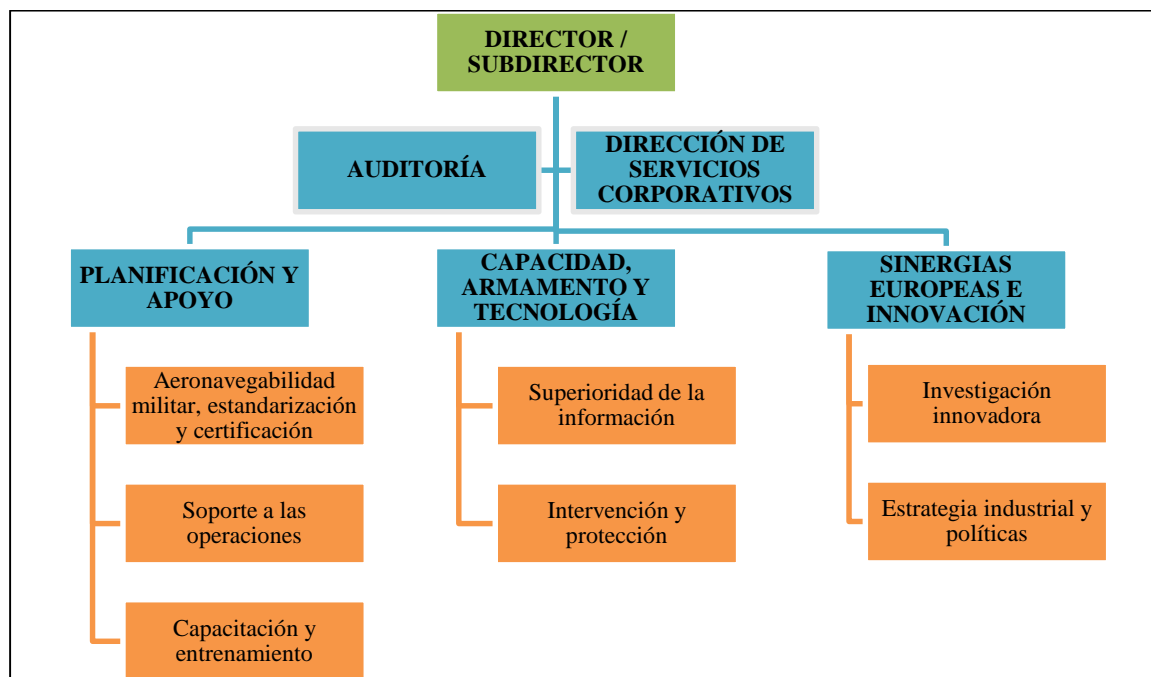 DIRECTOR /
SUBDIRECTOR
AUDITORÍA
DIRECCIÓN DE
SERVICIOS
CORPORATIVOS
PLANIFICACIÓN Y
APOYO
CAPACIDAD,
ARMAMENTO Y
TECNOLOGÍA
SINERGIAS
EUROPEAS E
INNOVACIÓN
Aeronavegabilidad
militar, estandarización
y certificación
Soporte a las
operaciones
Capacitación y
entrenamiento
Superioridad de la
información
Intervención y
protección
Investigación
innovadora
Estrategia industrial y
políticas